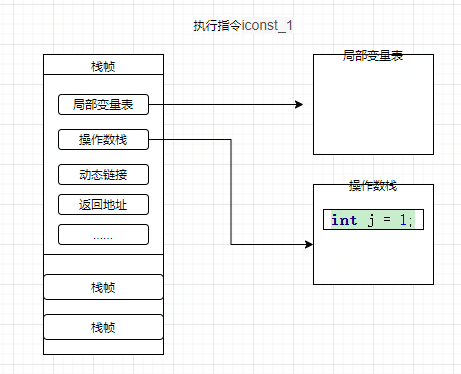 执行指令iconst_1
栈帧
局部变量表
操作数栈
动态链接
返回地址
......
栈帧
栈帧
局部变量表
操作数栈
int j = 1;